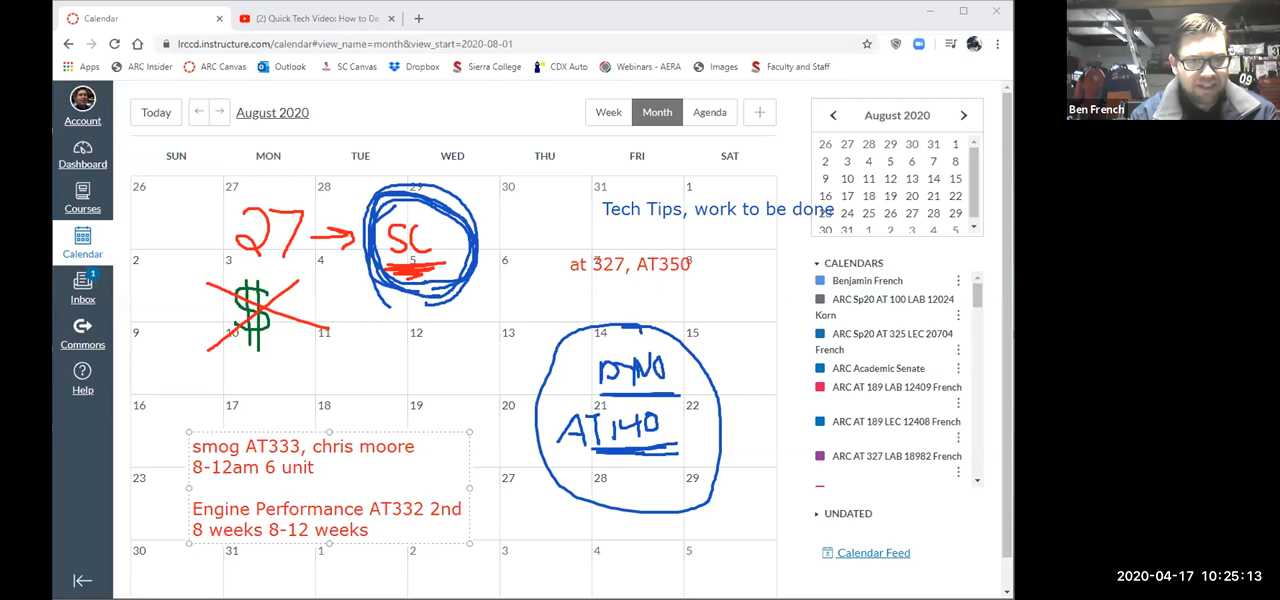 Calendar
(2) Quick Tech Video: How to De
lrccd.instructure.com/calendar#view_name=month&view_start=2020-08-01
Apps ARC Insider ARC Canvas Outlook SC Canvas Dropbox Sierra College CDX Auto Webinars - AERA Images Faculty and Staff
Ben French
09
Account
Dashboard
Courses
Calendar
1
Inbox
Commons
Help
Today August 2020 Week Month Agenda
SUN MON TUE WED THU FRI SAT
26 27 28 29 30 31 1
27 → SC
Tech Tips, work to be done
2 3 4 5 6 7 8
at 327, AT350
$
9 10 11 12 13 14 15
DYNO
16 17 18 19 20 21 22
AT140
smog AT333, chris moore
8-12am 6 unit
23 27 28 29
Engine Performance AT332 2nd
8 weeks 8-12 weeks
30 31 1 2 3 4 5
August 2020
26 27 28 29 30 31 1
2 3 4 5 6 7 8
9 10 11 12 13 14 15
16 17 18 19 20 21 22
23 24 25 26 27 28 29
30 31 1 2 3 4 5
CALENDARS
Benjamin French
ARC Sp20 AT 100 LAB 12024
Korn
ARC Sp20 AT 325 LEC 20704
French
ARC Academic Senate
ARC AT 189 LAB 12409 French
ARC AT 189 LEC 12408 French
ARC AT 327 LAB 18982 French
UNDATED
Calendar Feed
2020-04-17 10:25:13